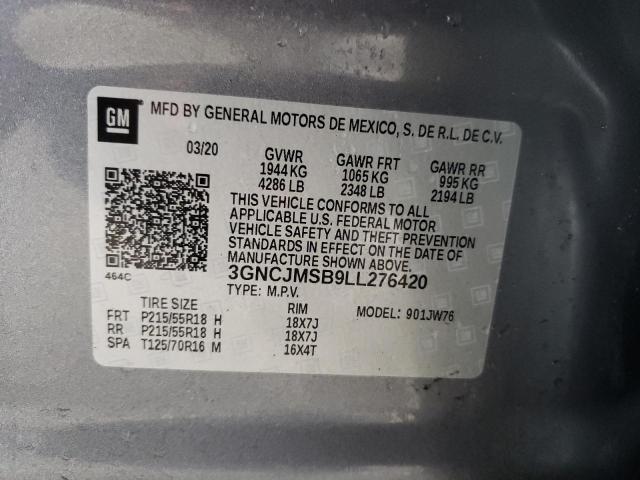 GM
MFD BY GENERAL MOTORS DE MEXICO, S. DE R.L. DE C.V.
03/20 GVWR GAWR FRT GAWR RR
1944 KG 1065 KG 995 KG
4286 LB 2348 LB 2194 LB
THIS VEHICLE CONFORMS TO ALL
APPLICABLE U.S. FEDERAL MOTOR
VEHICLE SAFETY AND THEFT PREVENTION
STANDARDS IN EFFECT ON THE DATE OF
MANUFACTURE SHOWN ABOVE.
464C 3GNCJMSB9LL276420
TYPE: M.P.V.
TIRE SIZE RIM MODEL: 901JW76
FRT P215/55R18 H 18X7J
RR P215/55R18 H 18X7J
SPA T125/70R16 M 16X4T